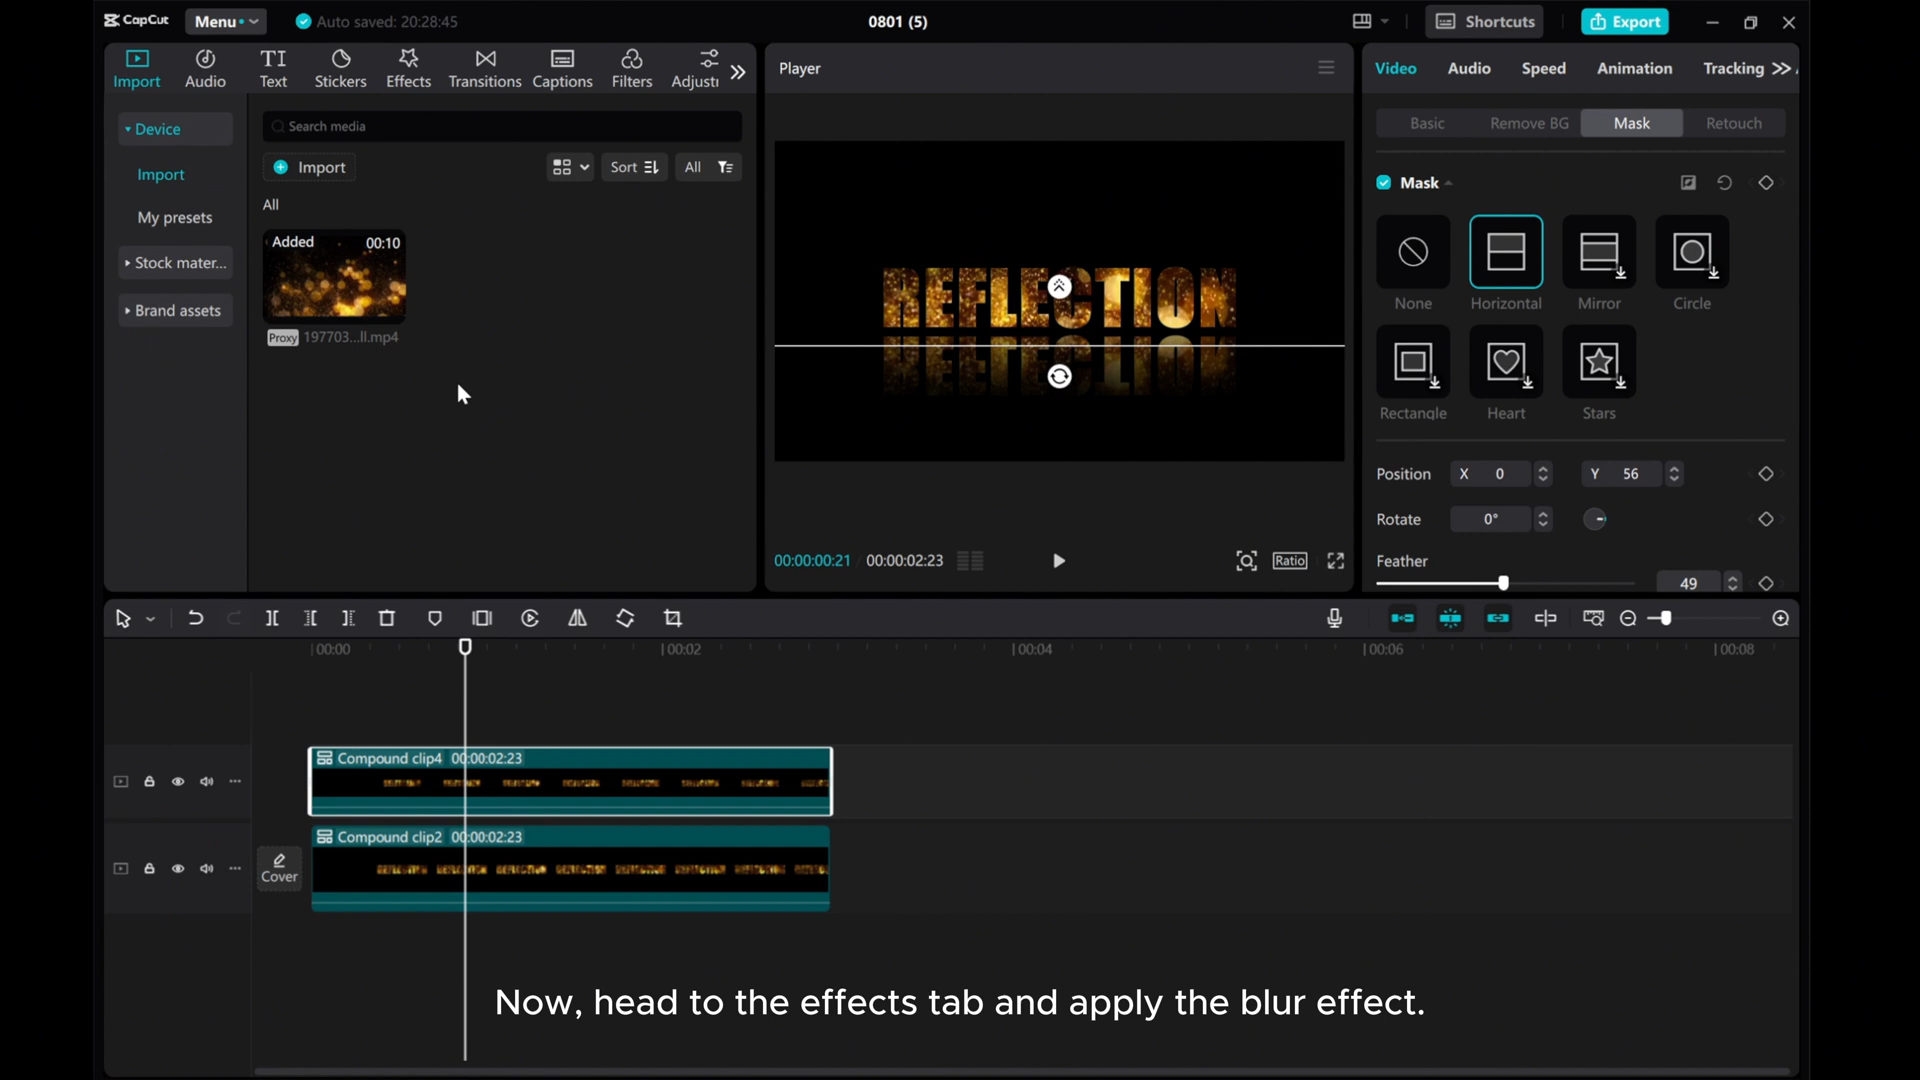 CapCut
Menu
Auto saved: 20:28:45
0801 (5)
Shortcuts
Export
Import
Audio
Text
Stickers
Effects
Transitions
Captions
Filters
Adjust
Player
Video
Audio
Speed
Animation
Tracking
Device
Import
My presets
Stock mater...
Brand assets
Search media
Import
Sort
All
All
Added
00:10
Proxy
197703...ll.mp4
REFLECTION
00:00:00:21
00:00:02:23
Ratio
Basic
Remove BG
Mask
Retouch
Mask
None
Horizontal
Mirror
Circle
Rectangle
Heart
Stars
Position
X 0
Y 56
Rotate
0°
Feather
49
00:00
00:02
00:04
00:06
00:08
Compound clip4 00:00:02:23
Cover
Compound clip2 00:00:02:23
Now, head to the effects tab and apply the blur effect.